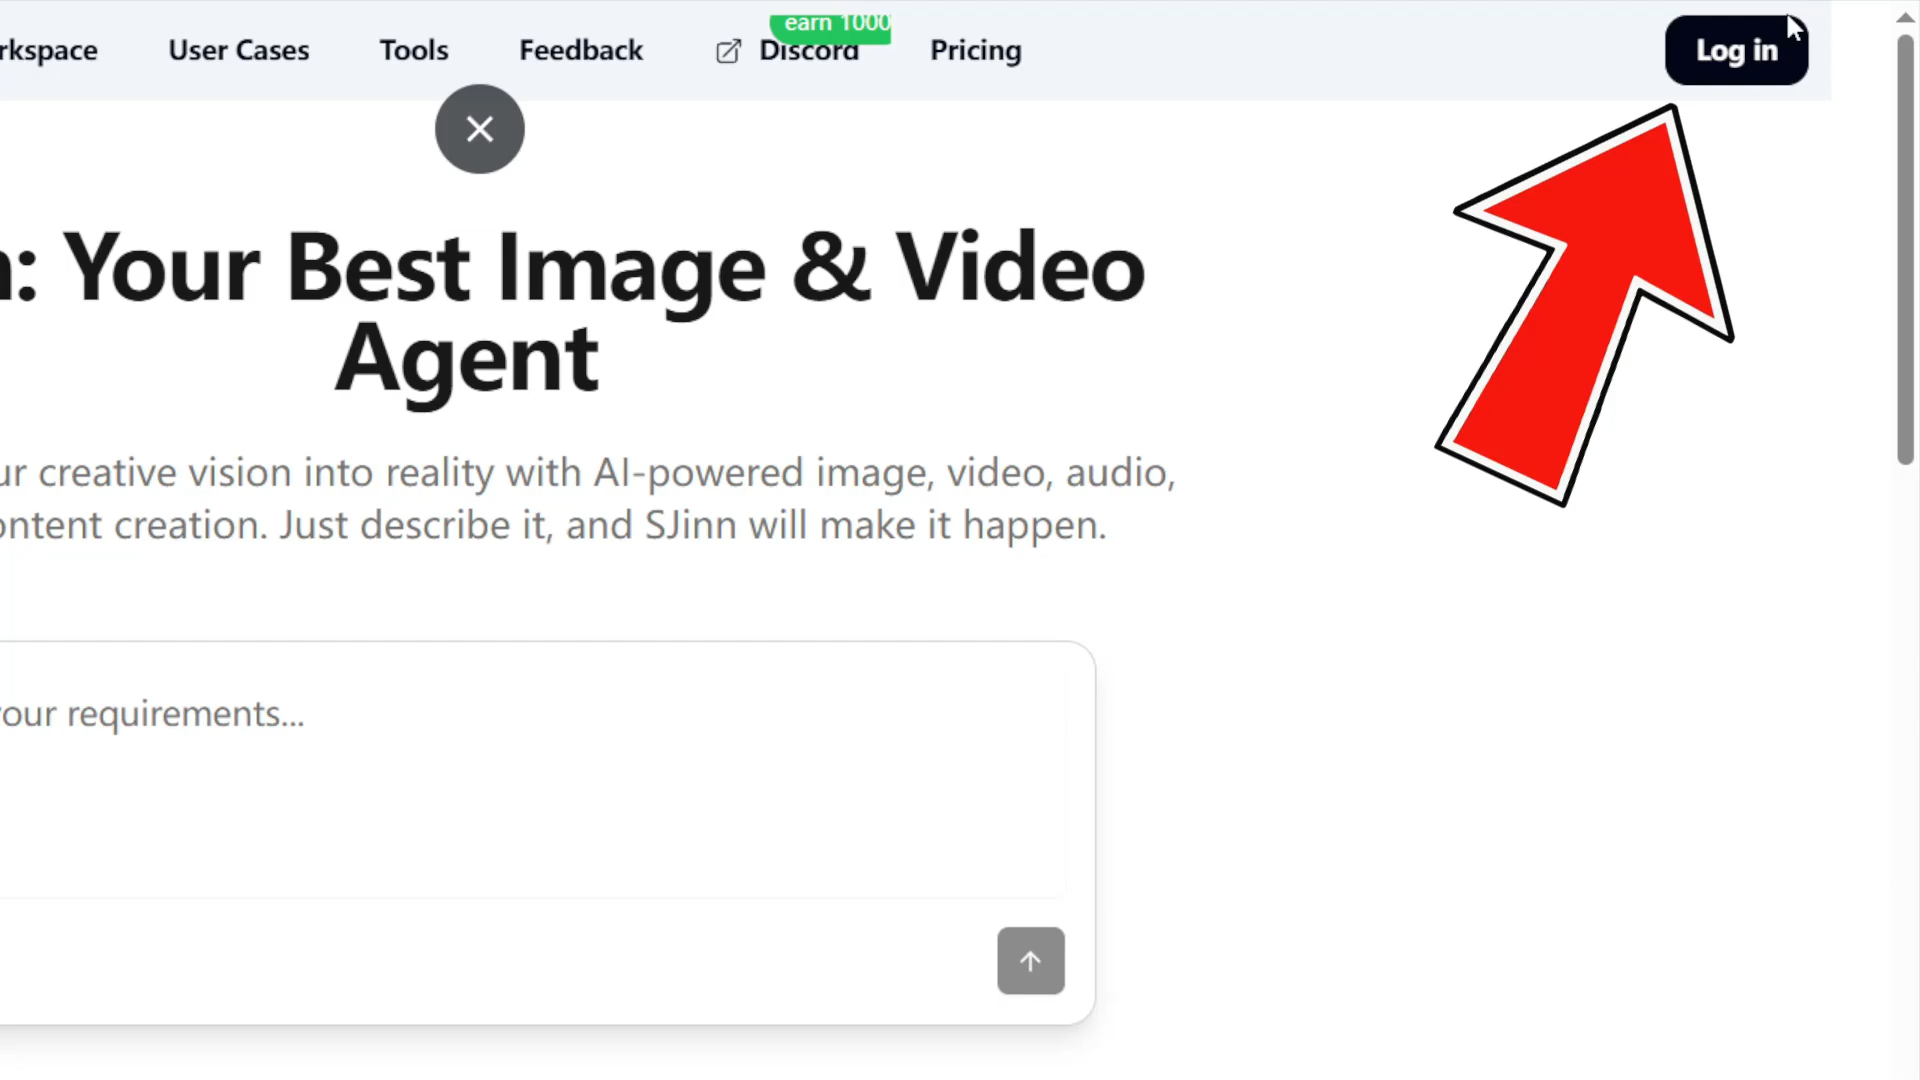 earn 1000
rkspace User Cases Tools Feedback Discord Pricing Log in
n: Your Best Image & Video
Agent
ur creative vision into reality with AI-powered image, video, audio,
ontent creation. Just describe it, and SJinn will make it happen.
your requirements...